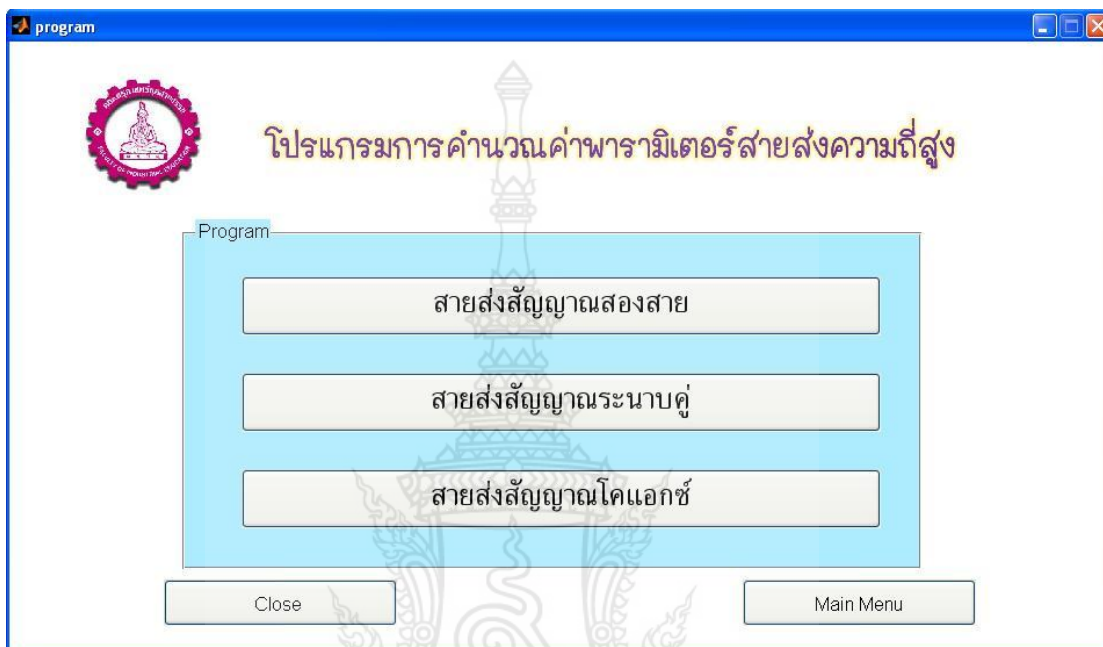 program
โปรแกรมการคำนวณค่าพารามิเตอร์สายส่งความถี่สูง
Program
สายส่งสัญญาณสองสาย
สายส่งสัญญาณระนาบคู่
สายส่งสัญญาณโคแอกซ์
Close
Main Menu